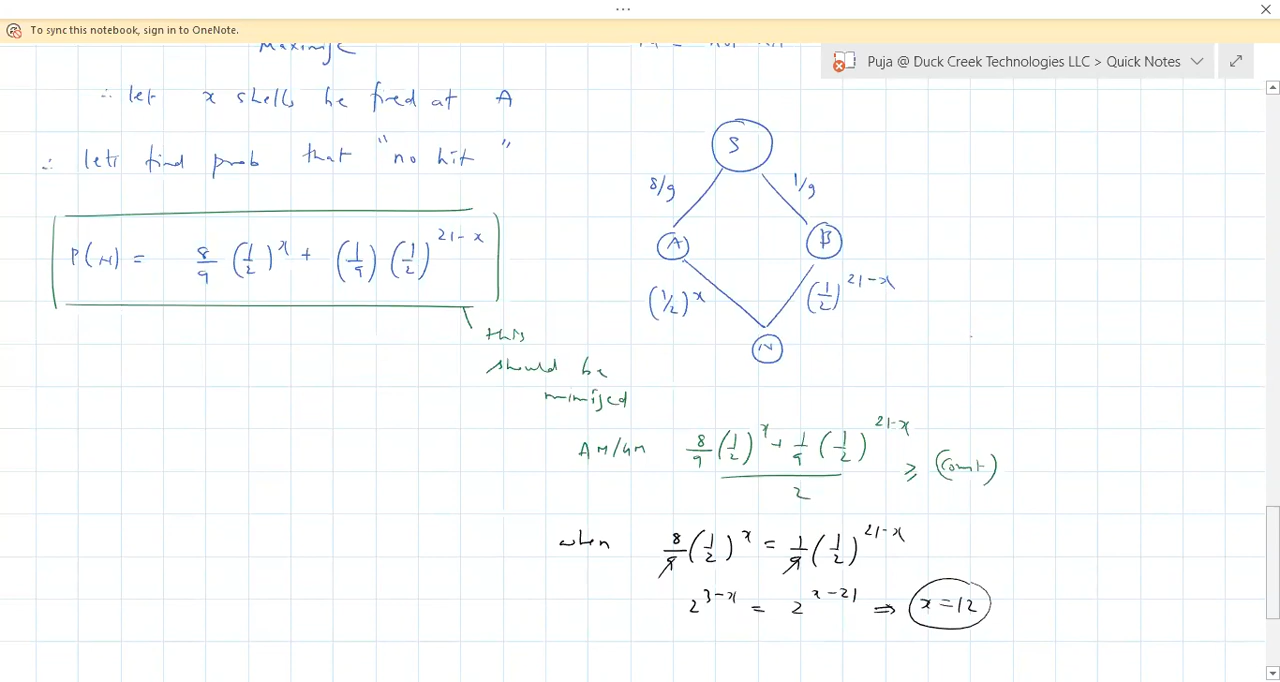 ...
To sync this notebook, sign in to OneNote.
Puja @ Duck Creek Technologies LLC > Quick Notes
Maximize
∴ let x shells be fired at A
∴ lets find prob that "no hit"
P(N) = 8/9 (1/2)^x + (1/9) (1/2)^21-x
this
should be
minimized
S
8/9 1/9
A B
(1/2)^x (1/2)^21-x
N
AM/GM 8/9 (1/2)^x + 1/9 (1/2)^21-x / 2 ≥ (Const)
when 8/9 (1/2)^x = 1/9 (1/2)^21-x
2^3-x = 2^x-21 ⇒ x=12